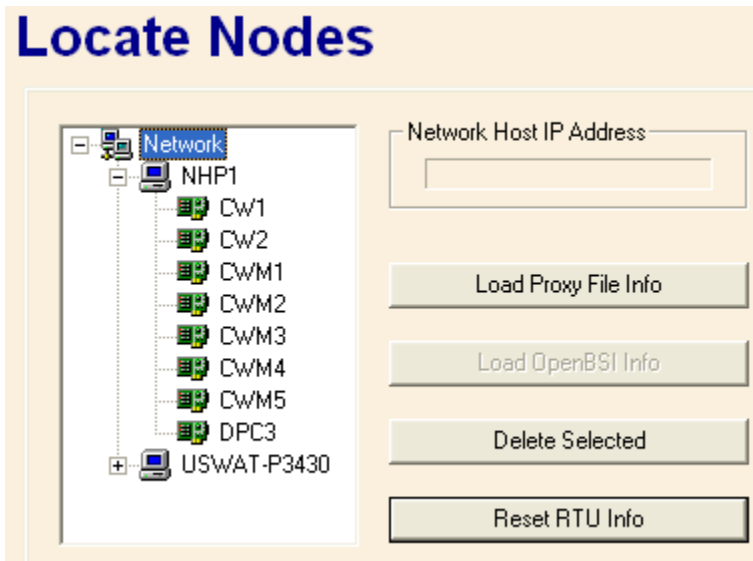 Locate Nodes
Network
NHP1
CW1
CW2
CWM1
CWM2
CWM3
CWM4
CWM5
DPC3
USWAT-P3430
Network Host IP Address
Load Proxy File Info
Load OpenBSI Info
Delete Selected
Reset RTU Info